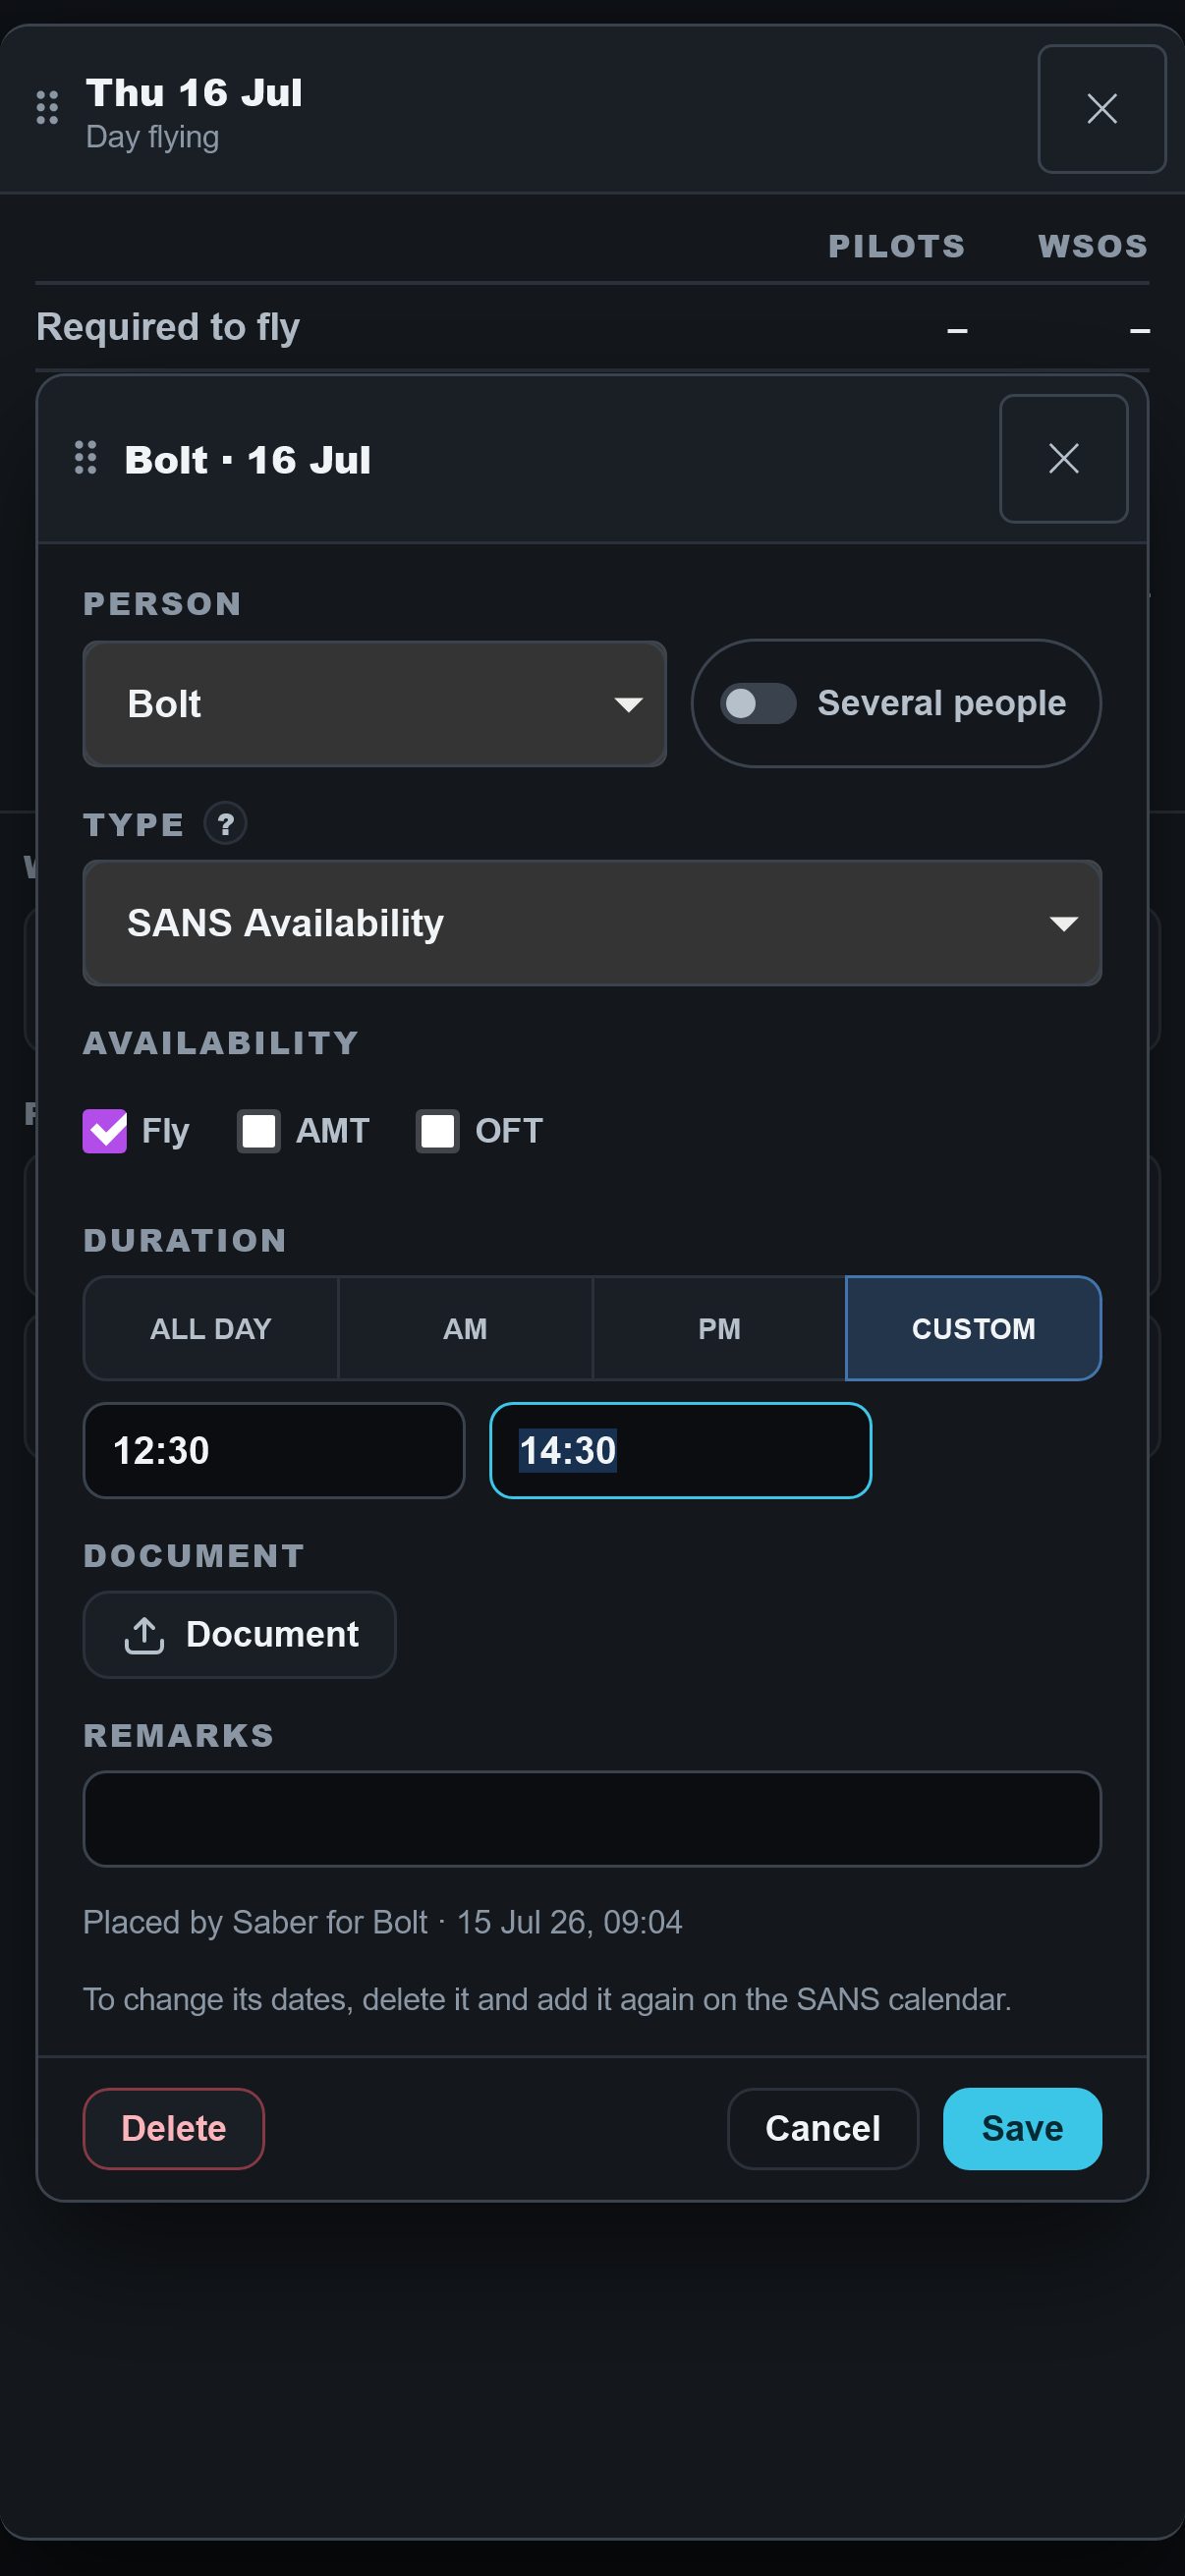 Thu 16 Jul
Day flying
PILOTS WSOS
Required to fly – –
Bolt · 16 Jul
PERSON
Bolt Several people
TYPE ?
SANS Availability
AVAILABILITY
Fly AMT OFT
DURATION
ALL DAY AM PM CUSTOM
12:30 14:30
DOCUMENT
Document
REMARKS
Placed by Saber for Bolt · 15 Jul 26, 09:04
To change its dates, delete it and add it again on the SANS calendar.
Delete Cancel Save